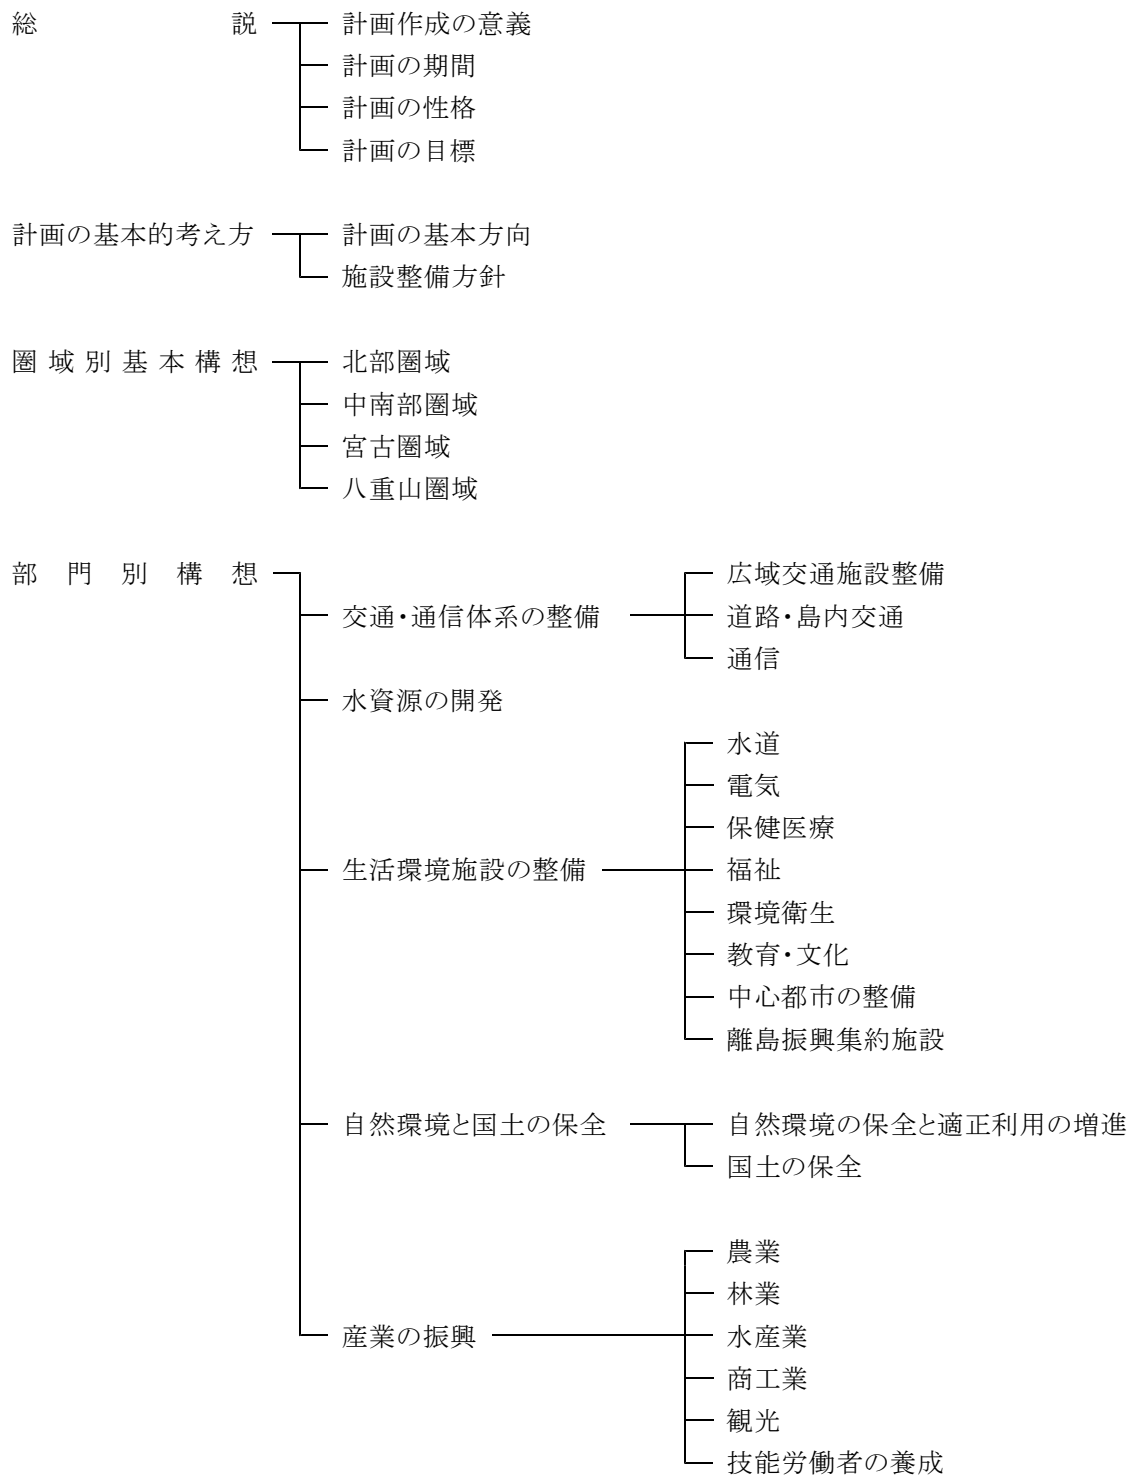 総説 計画作成の意義
計画の期間
計画の性格
計画の目標
計画の基本的考え方 計画の基本方向
施設整備方針
圏域別基本構想 北部圏域
中南部圏域
宮古圏域
八重山圏域
部門別構想 広域交通施設整備
交通・通信体系の整備 道路・島内交通
通信
水資源の開発
水道
電気
保健医療
生活環境施設の整備 福祉
環境衛生
教育・文化
中心都市の整備
離島振興集約施設
自然環境と国土の保全 自然環境の保全と適正利用の増進
国土の保全
農業
林業
産業の振興 水産業
商工業
観光
技能労働者の養成